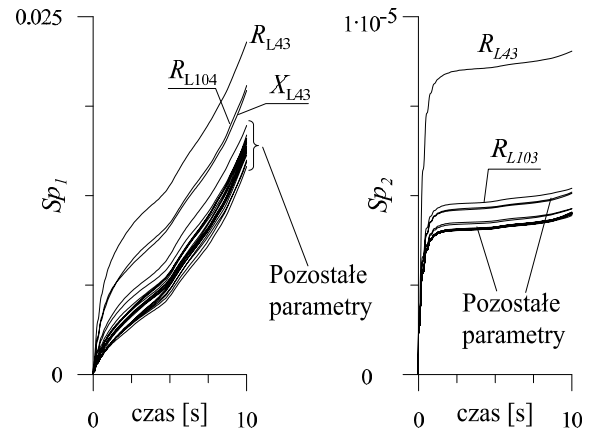 0.025
R_L43
R_L104
X_L43
Sp_1
Pozostałe
parametry
0
0
czas [s]
10
1·10^-5
R_L43
R_L103
Sp_2
Pozostałe
parametry
0
0
czas [s]
10